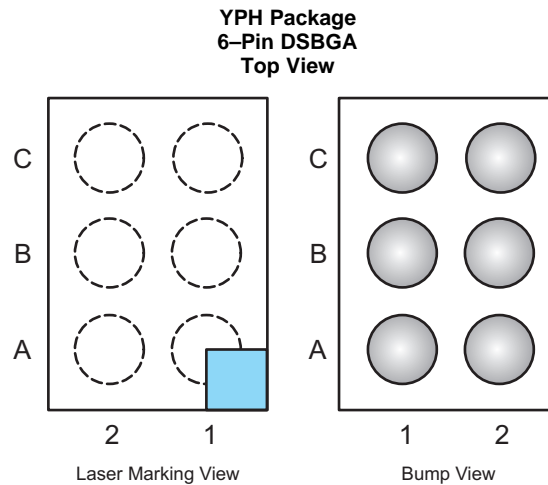 YPH Package
6–Pin DSBGA
Top View
C
C
B
B
A
A
2 1
1 2
Laser Marking View
Bump View